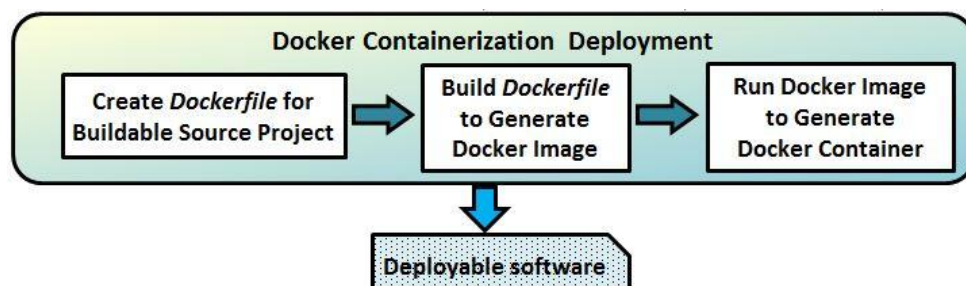 Docker Containerization Deployment
Create Dockerfile for
Buildable Source Project
Build Dockerfile
to Generate
Docker Image
Run Docker Image
to Generate
Docker Container
Deployable software